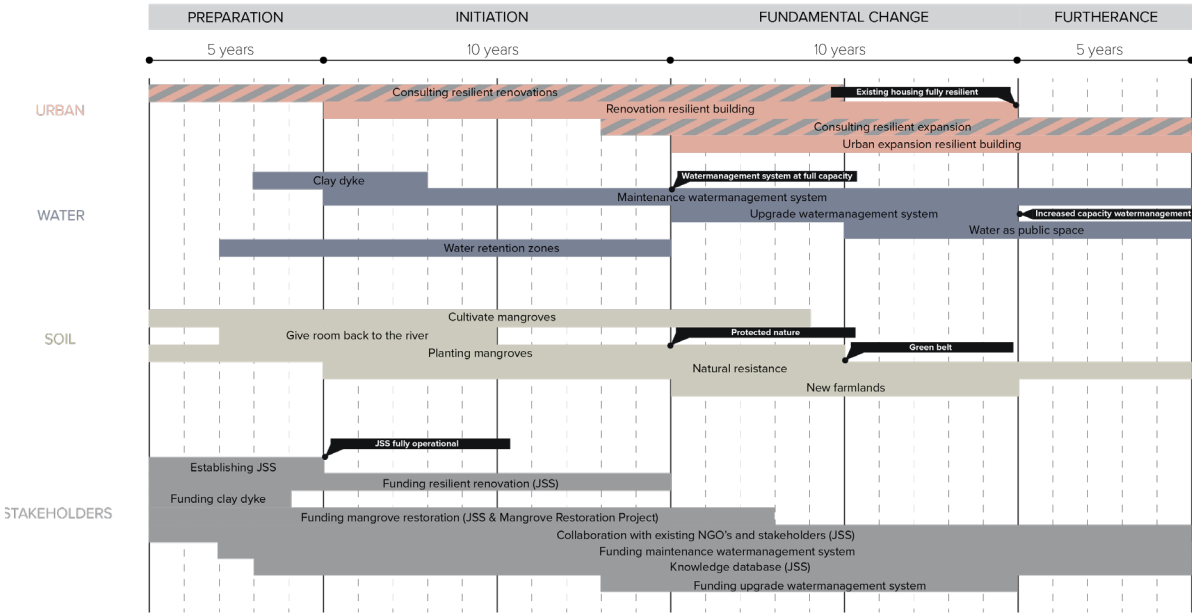 PREPARATION
INITIATION
FUNDAMENTAL CHANGE
FURTHERANCE
5 years
10 years
10 years
5 years
URBAN
Consulting resilient renovations
Existing housing fully resilient
Renovation resilient building
Consulting resilient expansion
Urban expansion resilient building
WATER
Clay dyke
Watermanagement system at full capacity
Maintenance watermanagement system
Upgrade watermanagement system
Increased capacity watermanagement
Water as public space
Water retention zones
SOIL
Cultivate mangroves
Give room back to the river
Protected nature
Planting mangroves
Green belt
Natural resistance
New farmlands
STAKEHOLDERS
JSS fully operational
Establishing JSS
Funding resilient renovation (JSS)
Funding clay dyke
Funding mangrove restoration (JSS & Mangrove Restoration Project)
Collaboration with existing NGO's and stakeholders (JSS)
Funding maintenance watermanagement system
Knowledge database (JSS)
Funding upgrade watermanagement system